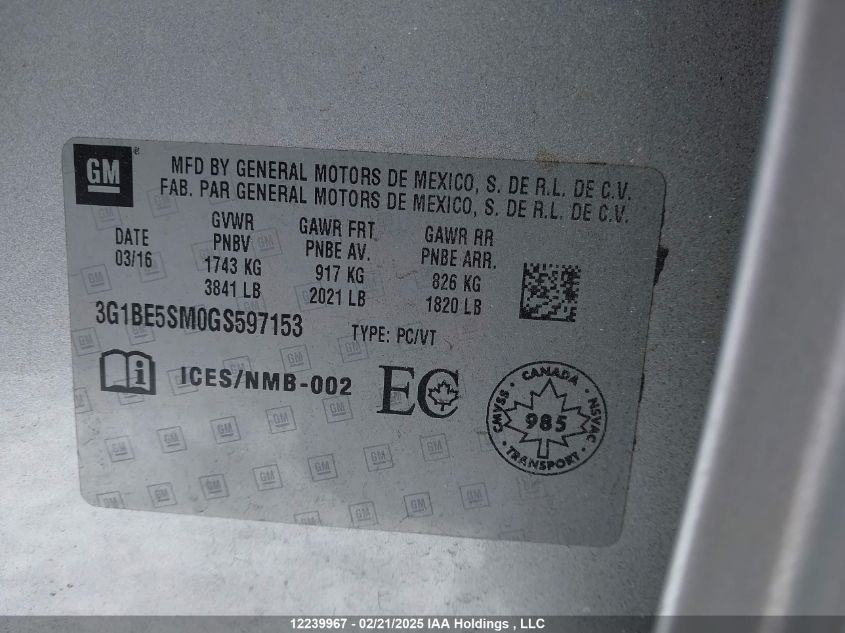 GM
MFD BY GENERAL MOTORS DE MEXICO, S. DE R.L. DE C.V.
FAB. PAR GENERAL MOTORS DE MEXICO, S. DE R.L. DE C.V.
DATE
03/16
GVWR
PNBV
1743 KG
3841 LB
GAWR FRT
PNBE AV.
917 KG
2021 LB
GAWR RR
PNBE ARR.
826 KG
1820 LB
3G1BE5SM0GS597153
TYPE: PC/VT
i ICES/NMB-002
EC
CANADA
CMVSS
985
NSVAC
TRANSPORT
12239967 - 02/21/2025 IAA Holdings , LLC